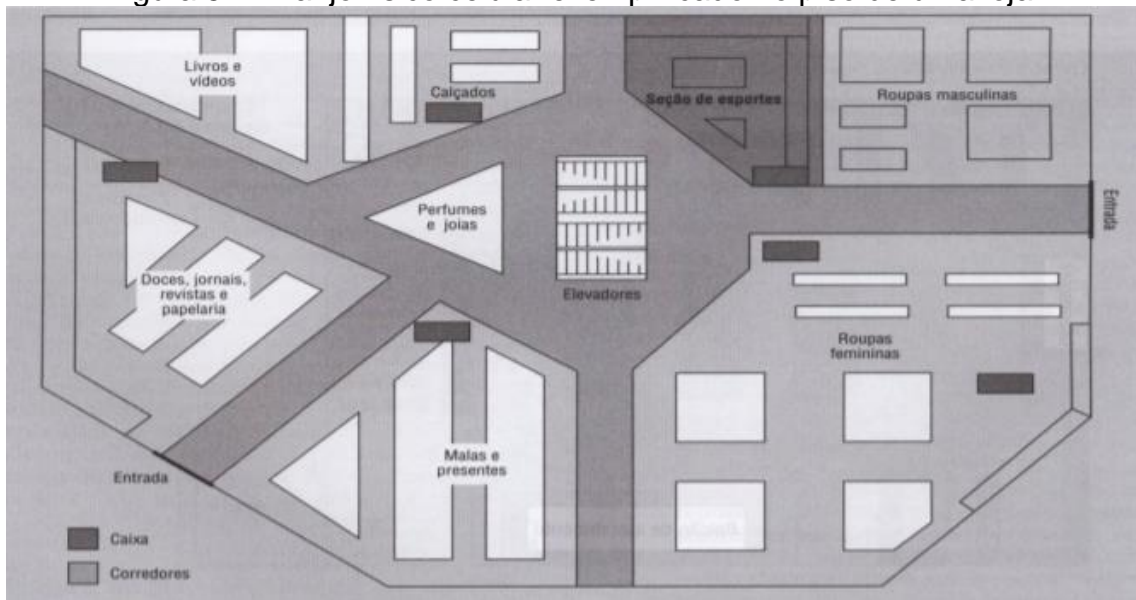 Livros e
vídeos
Calçados
Seção de esportes
Roupas masculinas
Entrada
Perfumes
e joias
Elevadores
Doces, jornais,
revistas e
papelaria
Roupas
femininas
Malas e
presentes
Entrada
Caixa
Corredores